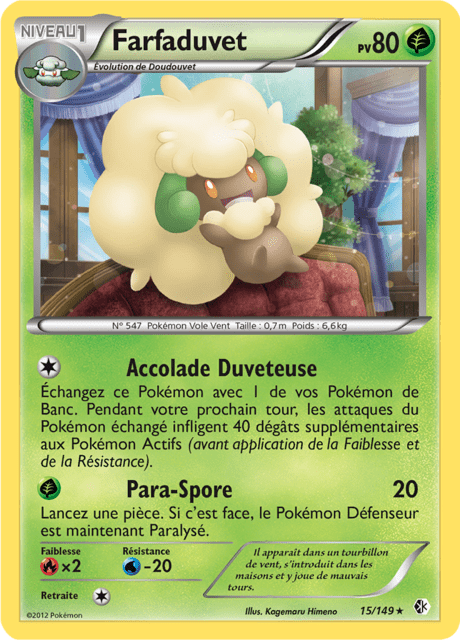 NIVEAU 1
Farfaduvet
PV 80
Évolution de Doudouvet
N° 547 Pokémon Vole Vent Taille : 0,7m Poids : 6,6kg
Accolade Duveteuse
Échangez ce Pokémon avec 1 de vos Pokémon de
Banc. Pendant votre prochain tour, les attaques du
Pokémon échangé infligent 40 dégâts supplémentaires
aux Pokémon Actifs (avant application de la Faiblesse et
de la Résistance).
Para-Spore 20
Lancez une pièce. Si c'est face, le Pokémon Défenseur
est maintenant Paralysé.
Faiblesse Résistance
×2 -20
Retraite
Il apparaît dans un tourbillon
de vent, s'introduit dans les
maisons et y joue de mauvais
tours.
©2012 Pokémon
Illus. Kagemaru Himeno
15/149 ★